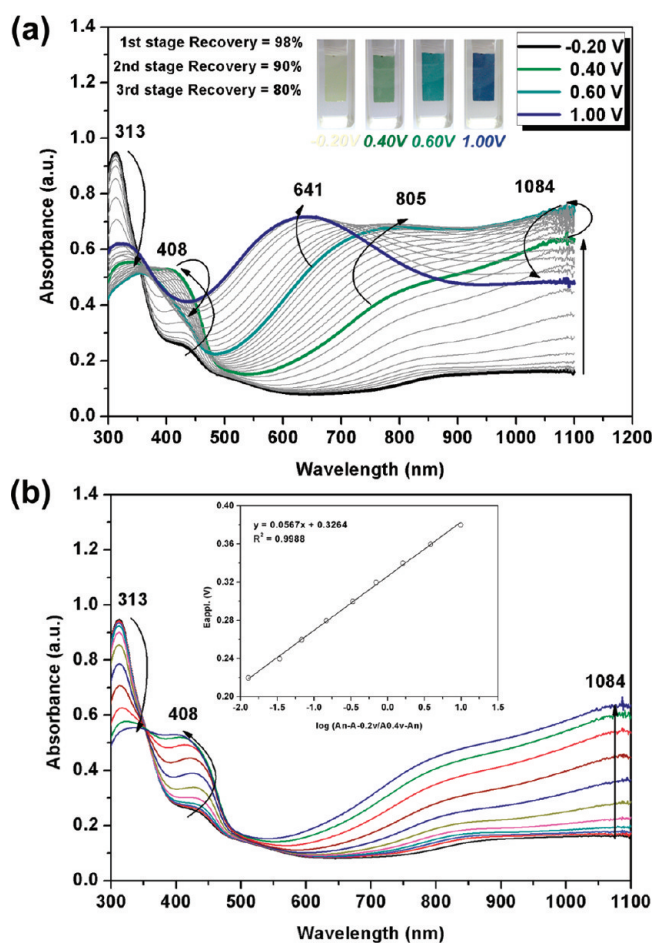 (a)
1st stage Recovery = 98%
2nd stage Recovery = 90%
3rd stage Recovery = 80%
-0.20V 0.40V 0.60V 1.00V
-0.20 V
0.40 V
0.60 V
1.00 V
313
408
641
805
1084
Absorbance (a.u.)
1.4
1.2
1.0
0.8
0.6
0.4
0.2
0.0
300 400 500 600 700 800 900 1000 1100 1200
Wavelength (nm)
(b)
313
408
1084
Absorbance (a.u.)
1.4
1.2
1.0
0.8
0.6
0.4
0.2
0.0
y = 0.0567x + 0.3264
R² = 0.9988
Eappl. (V)
0.40
0.36
0.32
0.28
0.24
0.20
-2.0 -1.5 -1.0 -0.5 0.0 0.5 1.0 1.5
log (An-A-0.2v/A0.4v-An)
300 400 500 600 700 800 900 1000 1100
Wavelength (nm)